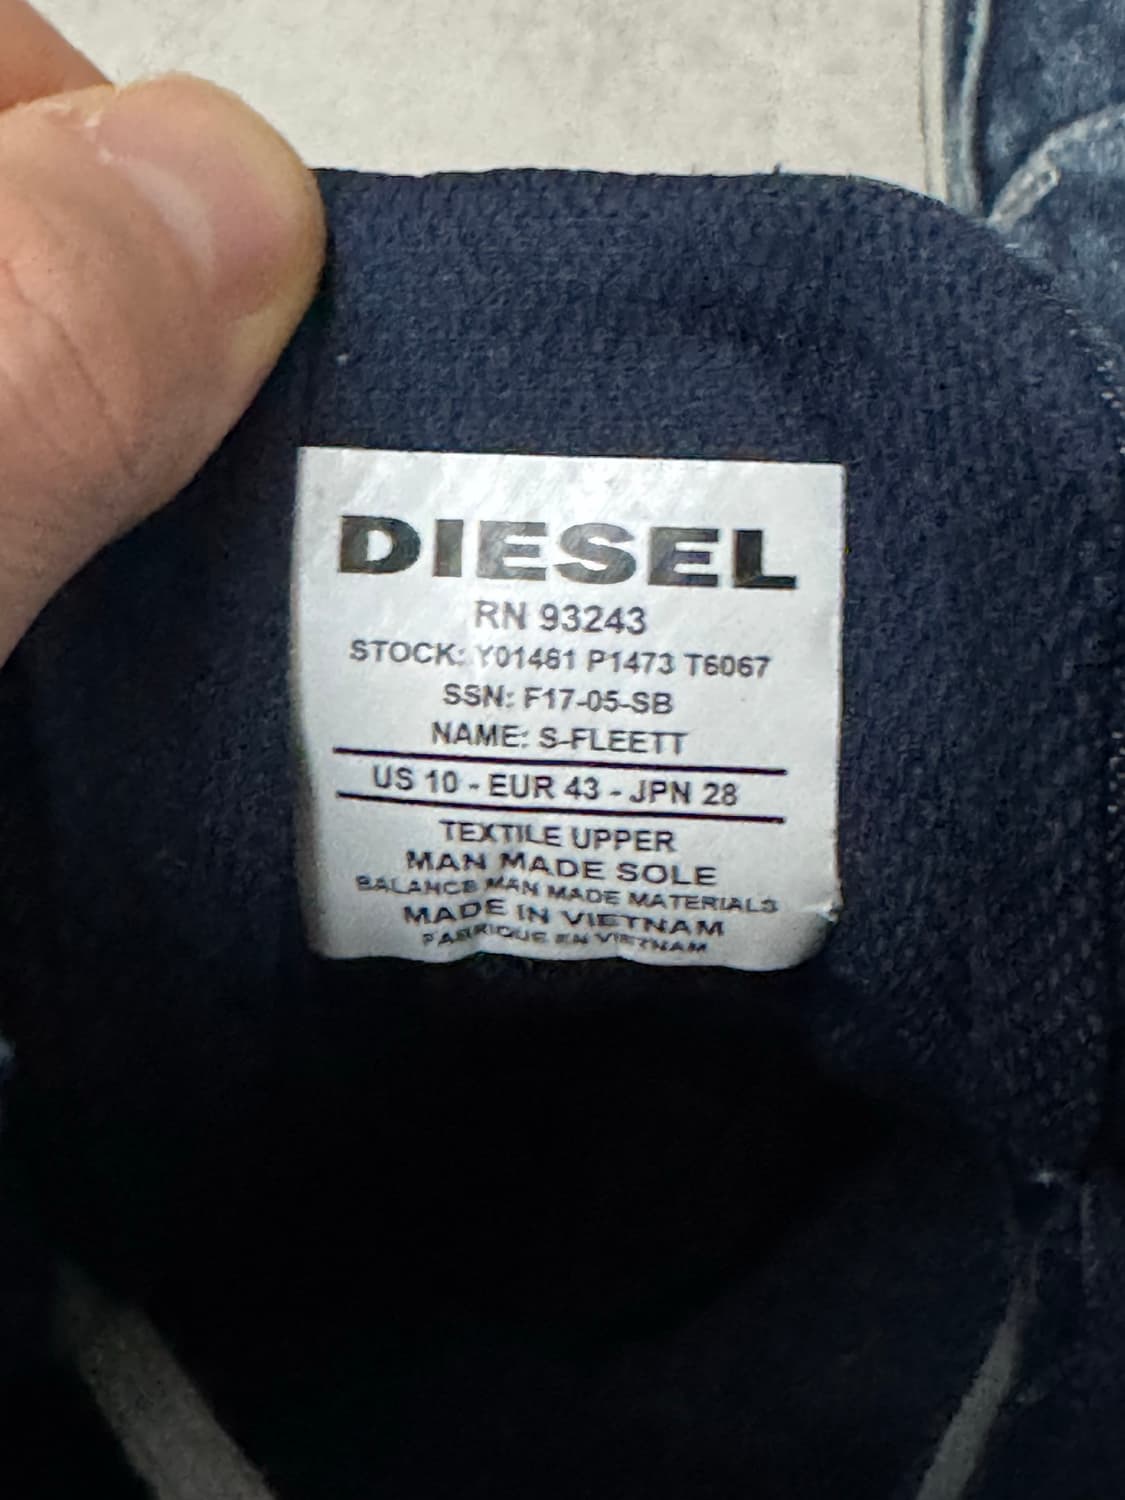 DIESEL
RN 93243
STOCK: Y01461 P1473 T6067
SSN: F17-05-SB
NAME: S-FLEETT
US 10 - EUR 43 - JPN 28
TEXTILE UPPER
MAN MADE SOLE
BALANCE MAN MADE MATERIALS
MADE IN VIETNAM
FABRIQUE EN VIETNAM